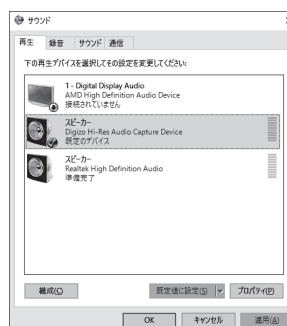 サウンド
再生 録音 サウンド 通信
下の再生デバイスを選択してその設定を変更してください:
1 - Digital Display Audio
AMD High Definition Audio Device
接続されていません
スピーカー
Digizo Hi-Res Audio Capture Device
既定のデバイス
スピーカー
Realtek High Definition Audio
準備完了
構成(C) 既定値に設定(S) プロパティ(P)
OK キャンセル 適用(A)